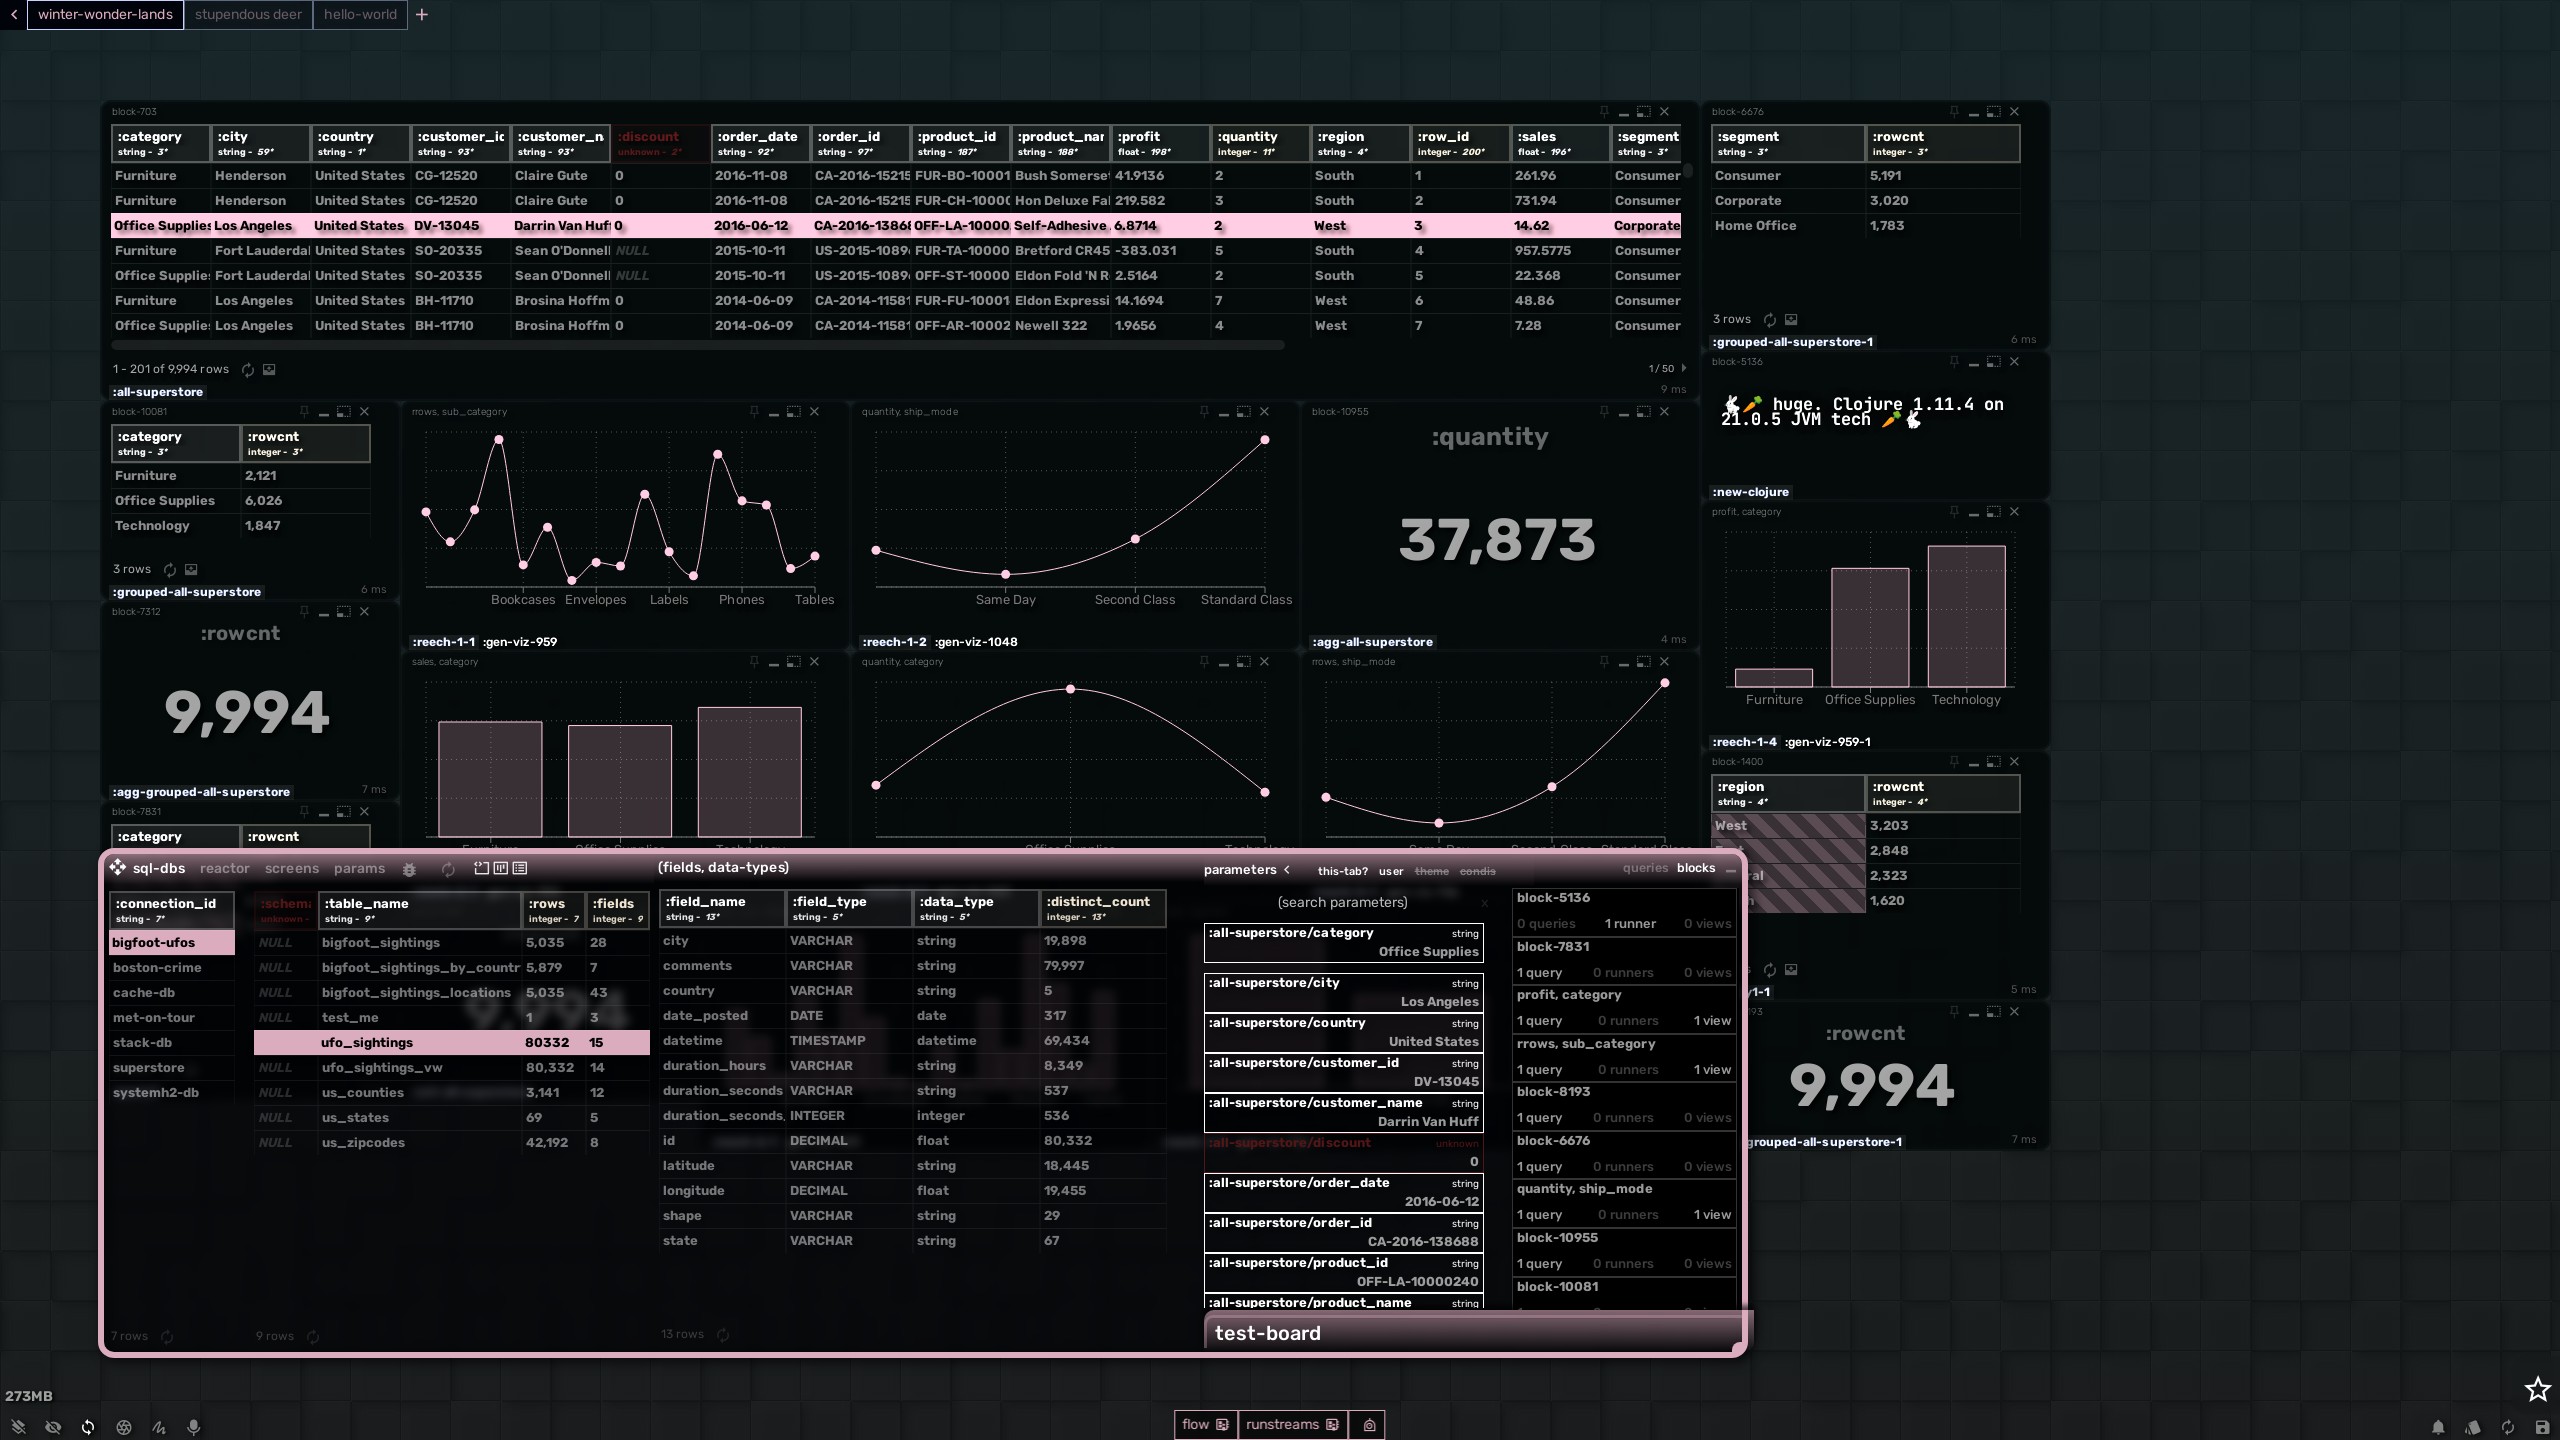 winter-wonder-lands stupendous deer hello-world +
block-703
:category :city :country :customer_ic :customer_n :discount :order_date :order_id :product_id :product_nar :profit :quantity :region :row_id :sales :segment
string - 3* string - 59* string - 1* string - 93* string - 93* unknown - 2* string - 92* string - 97* string - 187* string - 188* float - 198* integer - 11* string - 4* integer - 200* float - 196* string - 3*
Furniture Henderson United States CG-12520 Claire Gute 0 2016-11-08 CA-2016-15215 FUR-BO-10001 Bush Somerset 41.9136 2 South 1 261.96 Consumer
Furniture Henderson United States CG-12520 Claire Gute 0 2016-11-08 CA-2016-15215 FUR-CH-1000 Hon Deluxe Fa 219.582 3 South 2 731.94 Consumer
Office Supplies Los Angeles United States DV-13045 Darrin Van Huff 0 2016-06-12 CA-2016-13868 OFF-LA-10000 Self-Adhesive 6.8714 2 West 3 14.62 Corporate
Furniture Fort Lauderdal United States SO-20335 Sean O'Donnell NULL 2015-10-11 US-2015-1089 FUR-TA-10000 Bretford CR45 -383.031 5 South 4 957.5775 Consumer
Office Supplies Fort Lauderdal United States SO-20335 Sean O'Donnell NULL 2015-10-11 US-2015-1089 OFF-ST-10000 Eldon Fold 'N R 2.5164 2 South 5 22.368 Consumer
Furniture Los Angeles United States BH-11710 Brosina Hoffm 0 2014-06-09 CA-2014-11581 FUR-FU-10001 Eldon Expressi 14.1694 7 West 6 48.86 Consumer
Office Supplies Los Angeles United States BH-11710 Brosina Hoffm 0 2014-06-09 CA-2014-11581 OFF-AR-10002 Newell 322 1.9656 4 West 7 7.28 Consumer
1 - 201 of 9,994 rows 1 / 50
9 ms
:all-superstore
block-6676
:segment :rowcnt
string - 3* integer - 3*
Consumer 5,191
Corporate 3,020
Home Office 1,783
3 rows
:grouped-all-superstore-1 6 ms
block-5136
🐇🥕 huge. Clojure 1.11.4 on
21.0.5 JVM tech 🥕🐇
:new-clojure
block-10081
:category :rowcnt
string - 3* integer - 3*
Furniture 2,121
Office Supplies 6,026
Technology 1,847
3 rows
:grouped-all-superstore 6 ms
rrows, sub_category
Bookcases Envelopes Labels Phones Tables
:reech-1-1 :gen-viz-959
quantity, ship_mode
Same Day Second Class Standard Class
:reech-1-2 :gen-viz-1048
block-10955
:quantity
37,873
:agg-all-superstore 4 ms
profit, category
Furniture Office Supplies Technology
:reech-1-4 :gen-viz-959-1
block-7312
:rowcnt
9,994
:agg-grouped-all-superstore 7 ms
sales, category
quantity, category
rrows, ship_mode
block-7831
:category :rowcnt
block-1400
:region :rowcnt
string - 4* integer - 4*
West 3,203
2,848
ral 2,323
1,620
5 ms
:rowcnt
9,994
grouped-all-superstore-1 7 ms
sql-dbs reactor screens params
:connection_id
string - 7*
bigfoot-ufos
boston-crime
cache-db
met-on-tour
stack-db
superstore
systemh2-db
7 rows
:schema :table_name :rows :fields
unknown - string - 9* integer - 7 integer - 9
NULL bigfoot_sightings 5,035 28
NULL bigfoot_sightings_by_countr 5,879 7
NULL bigfoot_sightings_locations 5,035 43
NULL test_me 1 3
ufo_sightings 80332 15
NULL ufo_sightings_vw 80,332 14
NULL us_counties 3,141 12
NULL us_states 69 5
NULL us_zipcodes 42,192 8
9 rows
(fields, data-types)
:field_name :field_type :data_type :distinct_count
string - 13* string - 5* string - 5* integer - 13*
city VARCHAR string 19,898
comments VARCHAR string 79,997
country VARCHAR string 5
date_posted DATE date 317
datetime TIMESTAMP datetime 69,434
duration_hours VARCHAR string 8,349
duration_seconds VARCHAR string 537
duration_seconds_ INTEGER integer 536
id DECIMAL float 80,332
latitude VARCHAR string 18,445
longitude DECIMAL float 19,455
shape VARCHAR string 29
state VARCHAR string 67
13 rows
parameters this-tab? user theme condis
(search parameters) x
:all-superstore/category string
Office Supplies
:all-superstore/city string
Los Angeles
:all-superstore/country string
United States
:all-superstore/customer_id string
DV-13045
:all-superstore/customer_name string
Darrin Van Huff
:all-superstore/discount unknown
0
:all-superstore/order_date string
2016-06-12
:all-superstore/order_id string
CA-2016-138688
:all-superstore/product_id string
OFF-LA-10000240
:all-superstore/product_name string
queries blocks
block-5136
0 queries 1 runner 0 views
block-7831
1 query 0 runners 0 views
profit, category
1 query 0 runners 1 view
rrows, sub_category
1 query 0 runners 1 view
block-8193
1 query 0 runners 0 views
block-6676
1 query 0 runners 0 views
quantity, ship_mode
1 query 0 runners 1 view
block-10955
1 query 0 runners 0 views
block-10081
test-board
273MB
flow runstreams